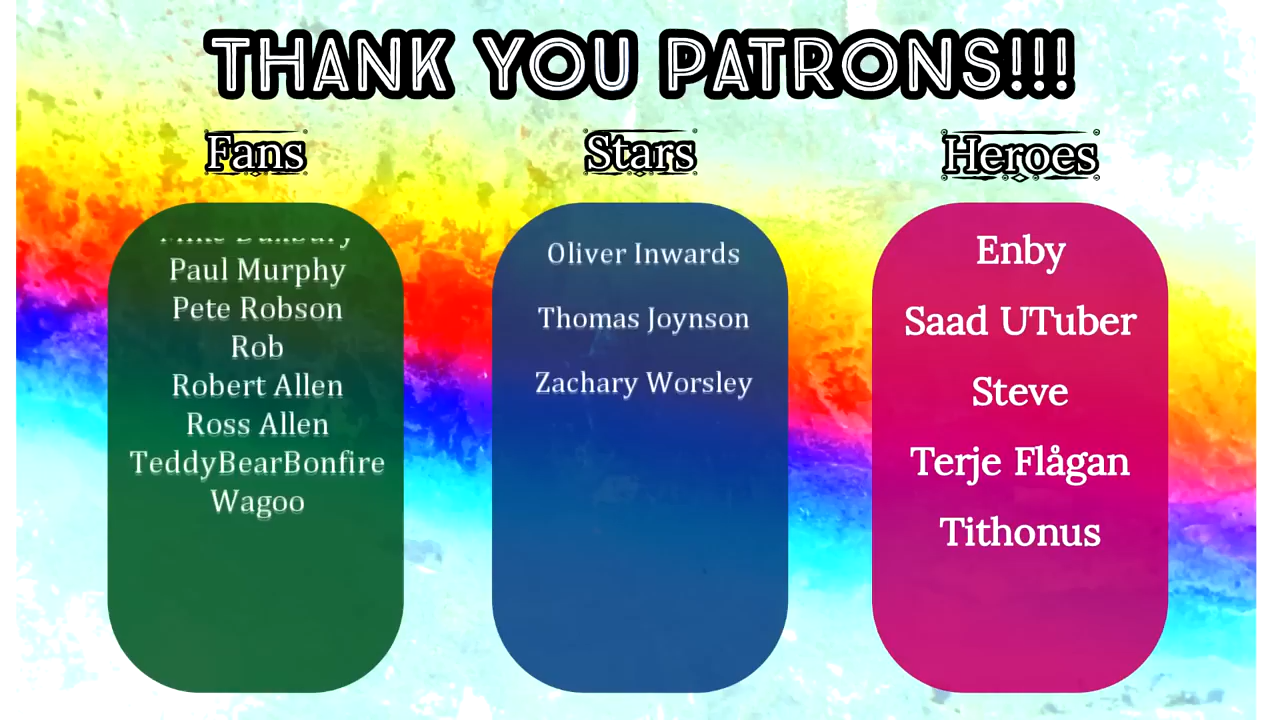 THANK YOU PATRONS!!!
Fans
Paul Murphy
Pete Robson
Rob
Robert Allen
Ross Allen
TeddyBearBonfire
Wagoo
Stars
Oliver Inwards
Thomas Joynson
Zachary Worsley
Heroes
Enby
Saad UTuber
Steve
Terje Flågan
Tithonus